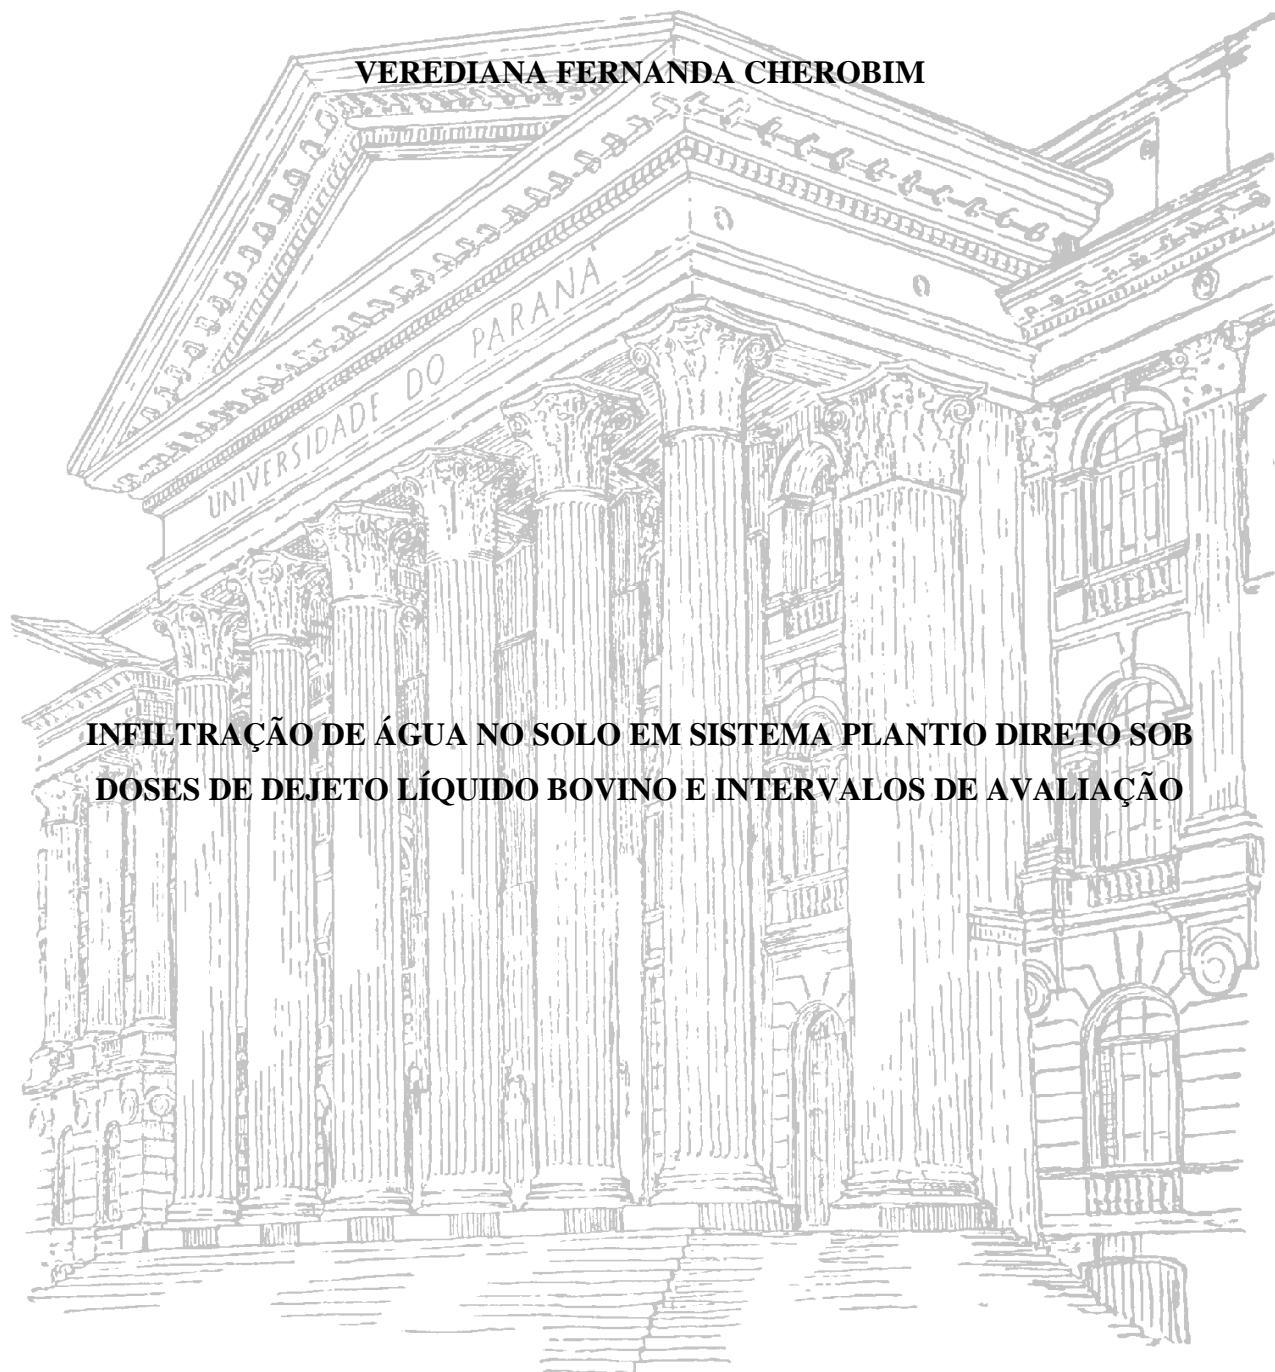 VEREDIANA FERNANDA CHEROBIM
UNIVERSIDADE DO PARANÁ
INFILTRAÇÃO DE ÁGUA NO SOLO EM SISTEMA PLANTIO DIRETO SOB
DOSES DE DEJETO LÍQUIDO BOVINO E INTERVALOS DE AVALIAÇÃO